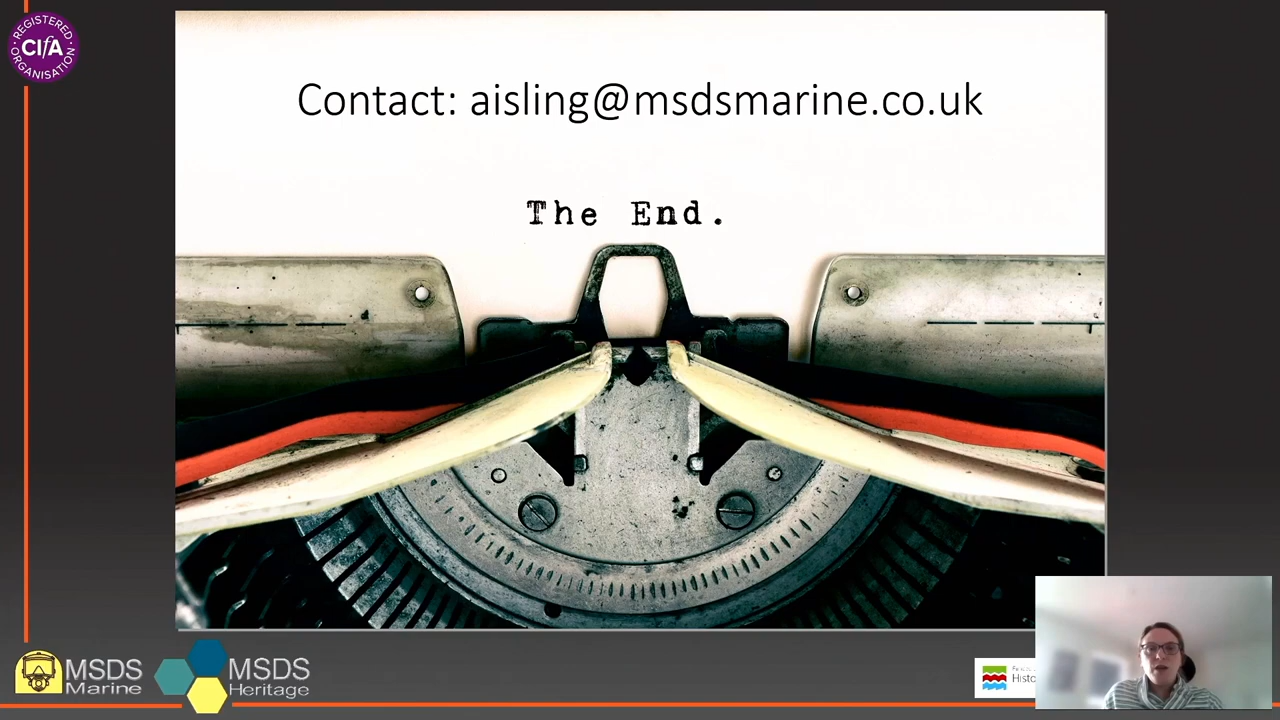 REGISTERED
CIfA
ORGANISATION
Contact: aisling@msdsmarine.co.uk
The End.
MSDS
Marine
MSDS
Heritage